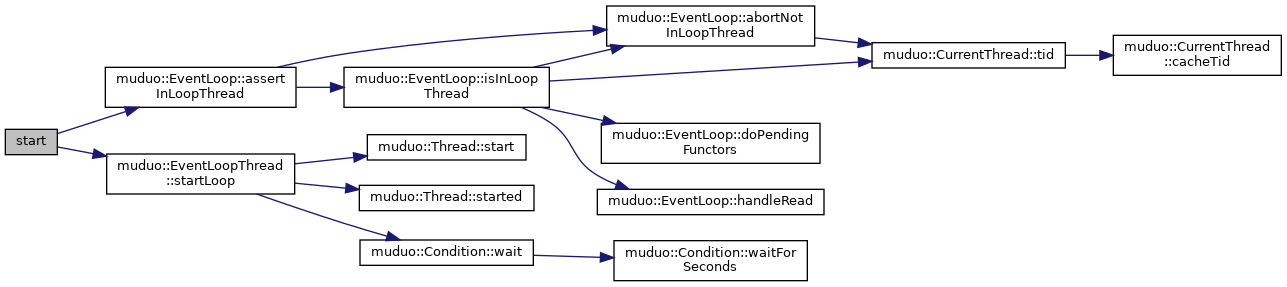 start
muduo::EventLoop::assert
InLoopThread
muduo::EventLoopThread
::startLoop
muduo::EventLoop::isInLoop
Thread
muduo::Thread::start
muduo::Thread::started
muduo::Condition::wait
muduo::EventLoop::abortNot
InLoopThread
muduo::EventLoop::doPending
Functors
muduo::EventLoop::handleRead
muduo::Condition::waitFor
Seconds
muduo::CurrentThread::tid
muduo::CurrentThread
::cacheTid